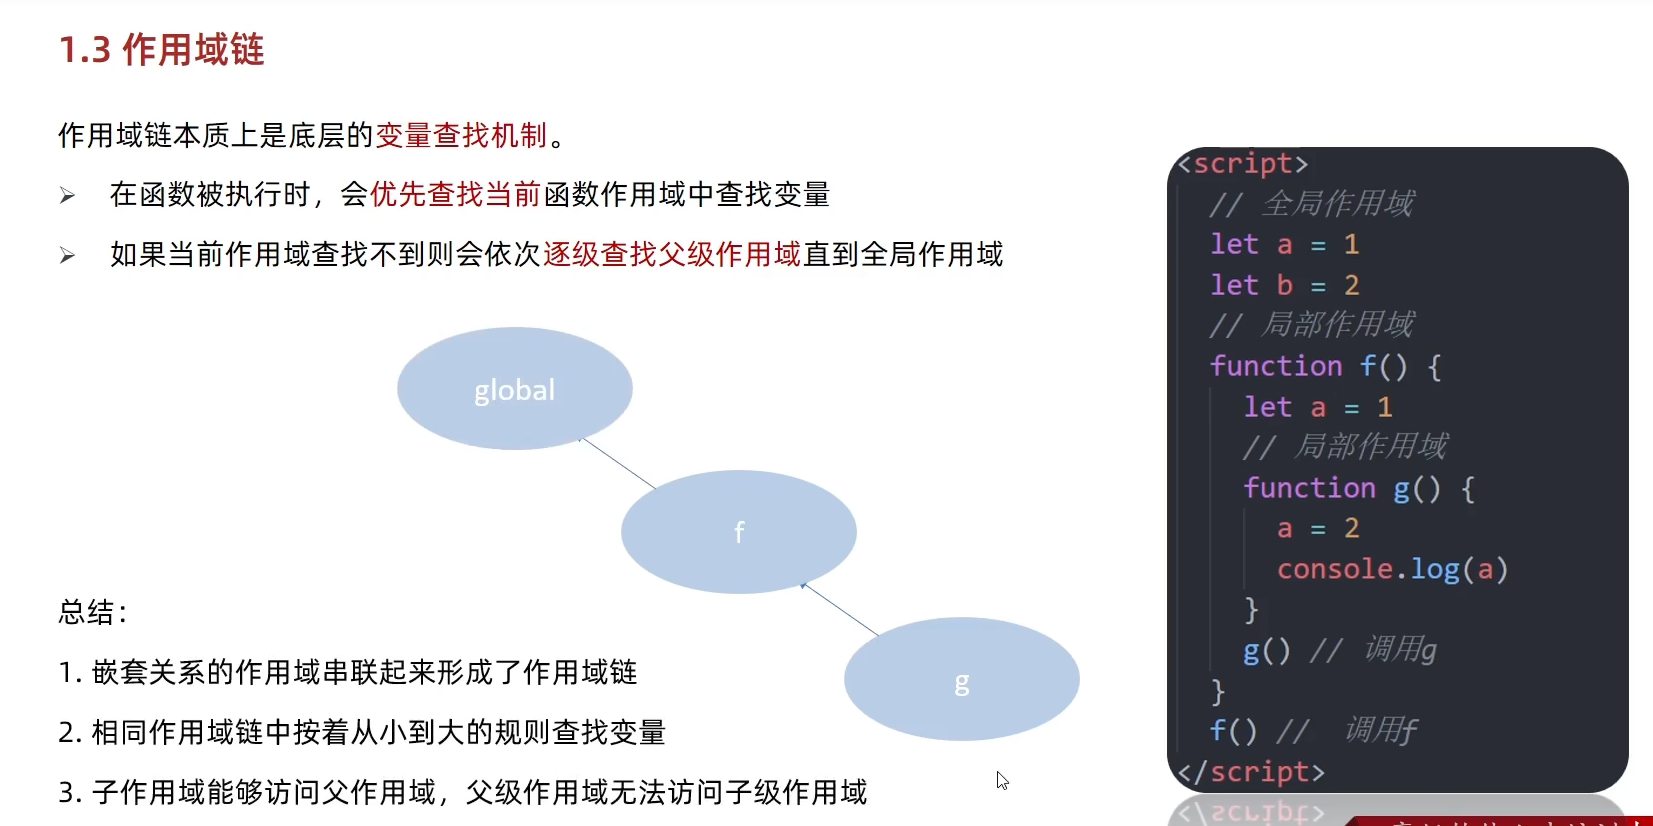 1.3 作用域链
作用域链本质上是底层的变量查找机制。
在函数被执行时，会优先查找当前函数作用域中查找变量
如果当前作用域查找不到则会依次逐级查找父级作用域直到全局作用域
global
f
g
总结：
1. 嵌套关系的作用域串联起来形成了作用域链
2. 相同作用域链中按着从小到大的规则查找变量
3. 子作用域能够访问父作用域，父级作用域无法访问子级作用域
<script>
// 全局作用域
let a = 1
let b = 2
// 局部作用域
function f() {
let a = 1
// 局部作用域
function g() {
a = 2
console.log(a)
}
g() // 调用g
}
f() // 调用f
</script>